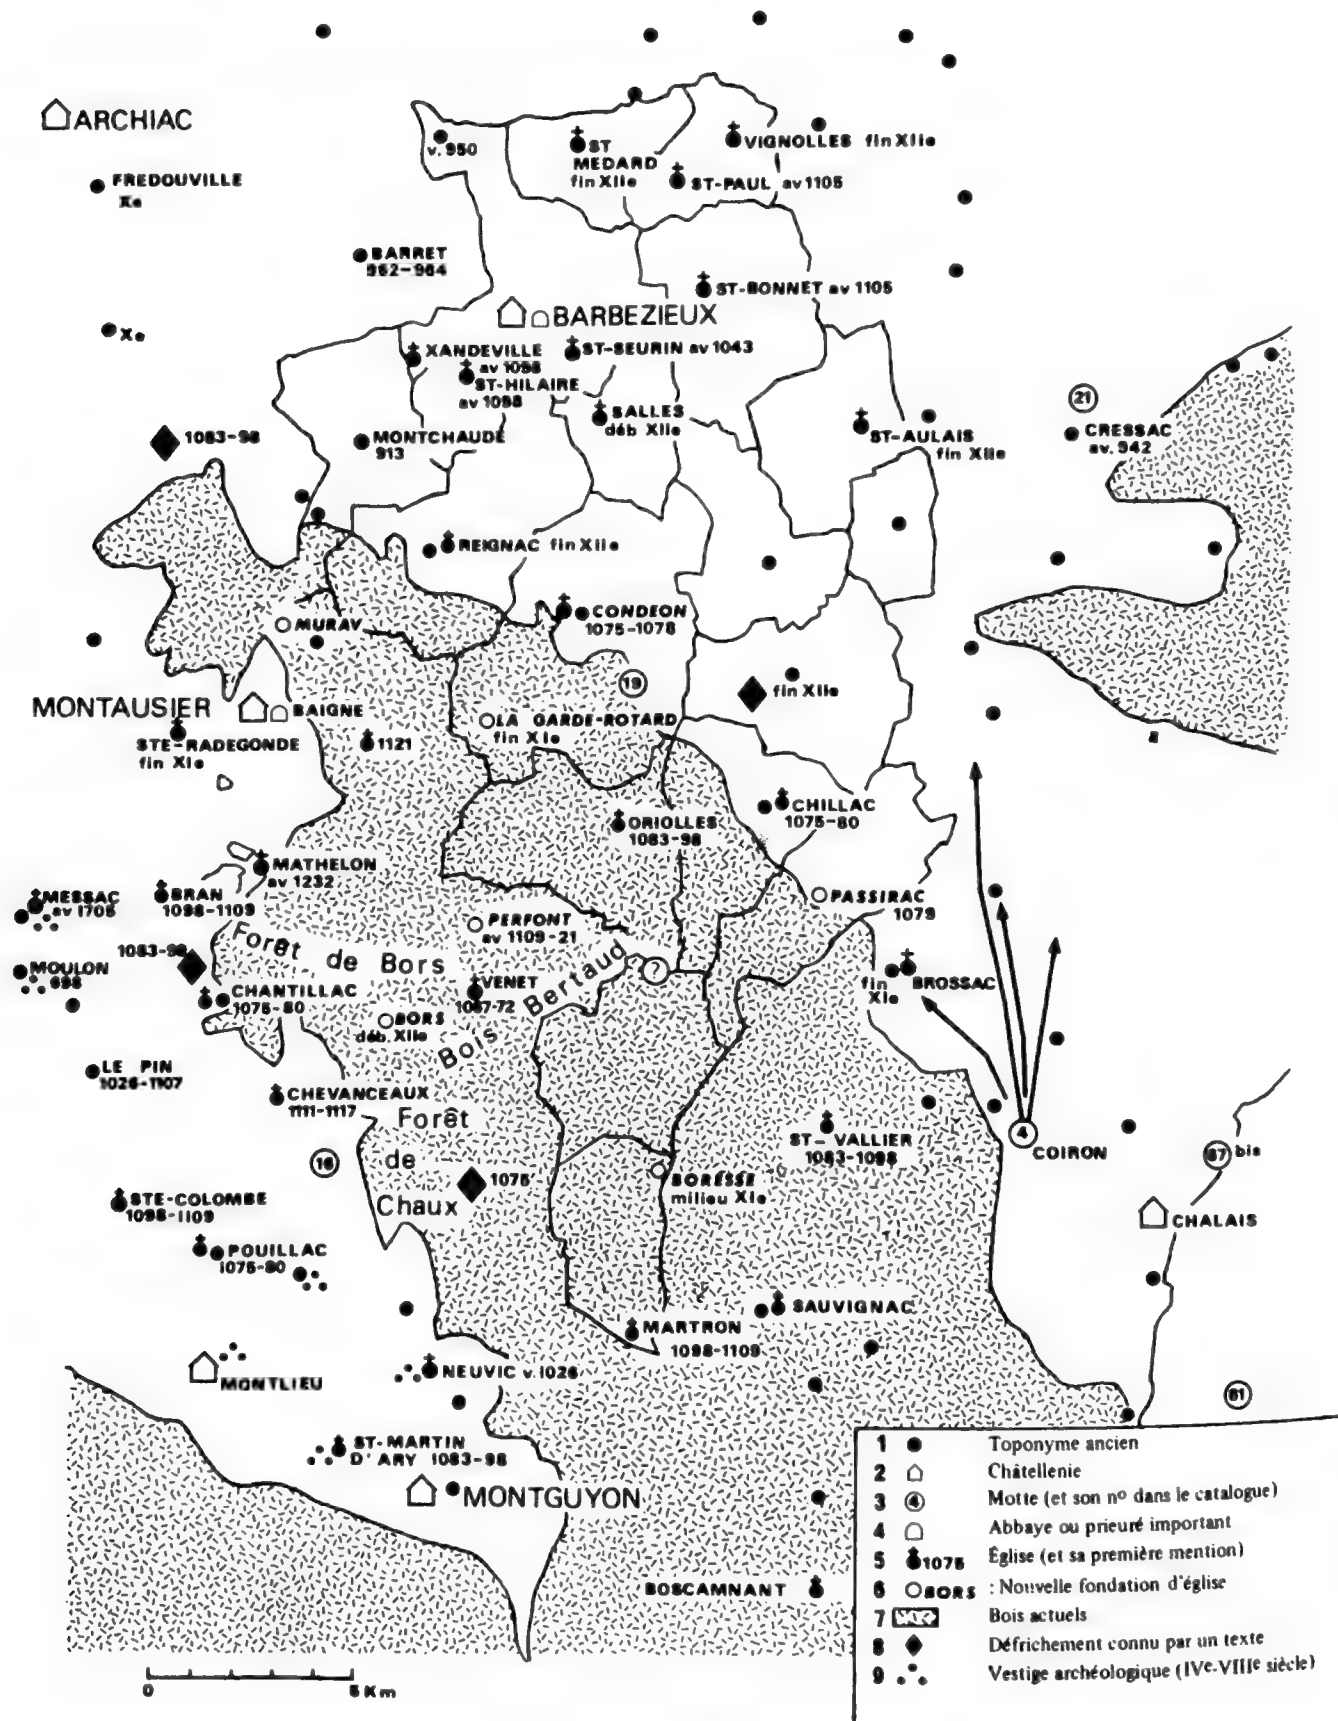 ARCHIAC
v. 950
ST
MEDARD
fin XIIe
VIGNOLLES fin XIIe
ST-PAUL av 1105
FREDOUVILLE
Xe
BARRET
962-964
ST-BONNET av 1105
BARBEZIEUX
Xe
XANDEVILLE
av 1098
ST-SEURIN av 1043
ST-HILAIRE
av 1098
SALLES
déb XIIe
21
CRESSAC
av. 942
1083-98
MONTCHAUDE
913
ST-AULAIS
fin XIIe
REIGNAC fin XIIe
CONDEON
1075-1078
MURAV
19
fin XIIe
MONTAUSIER
BAIGNE
LA GARDE-ROTARD
fin XIe
STE-RADEGONDE
fin XIe
1121
ORIOLLES
1083-98
CHILLAC
1075-80
MATHELON
av 1232
MESSAC
av 1705
BRAN
1098-1109
PASSIRAC
1079
PERFONT
av 1109-21
Forêt de Bors
1083-98
MOULON
698
CHANTILLAC
1075-80
VENET
1067-72
Bois Bertaud
?
fin
XIe
BROSSAC
BORS
déb. XIIe
LE PIN
1026-1107
CHEVANCEAUX
1111-1117
Forêt
de
Chaux
ST-VALLIER
1083-1098
4
COIRON
87 bis
16
1075
BORESSE
milieu XIe
STE-COLOMBE
1098-1109
CHALAIS
POUILLAC
1075-80
SAUVIGNAC
MARTRON
1098-1109
MONTLIEU
NEUVIC v. 1026
61
ST-MARTIN
D'ARY 1083-98
MONTGUYON
BOSCAMNANT
0 5 Km
1 Toponyme ancien
2 Châtellenie
3 4 Motte (et son nº dans le catalogue)
4 Abbaye ou prieuré important
5 1075 Église (et sa première mention)
6 BORS : Nouvelle fondation d'église
7 Bois actuels
8 Défrichement connu par un texte
9 Vestige archéologique (IVe-VIIIe siècle)